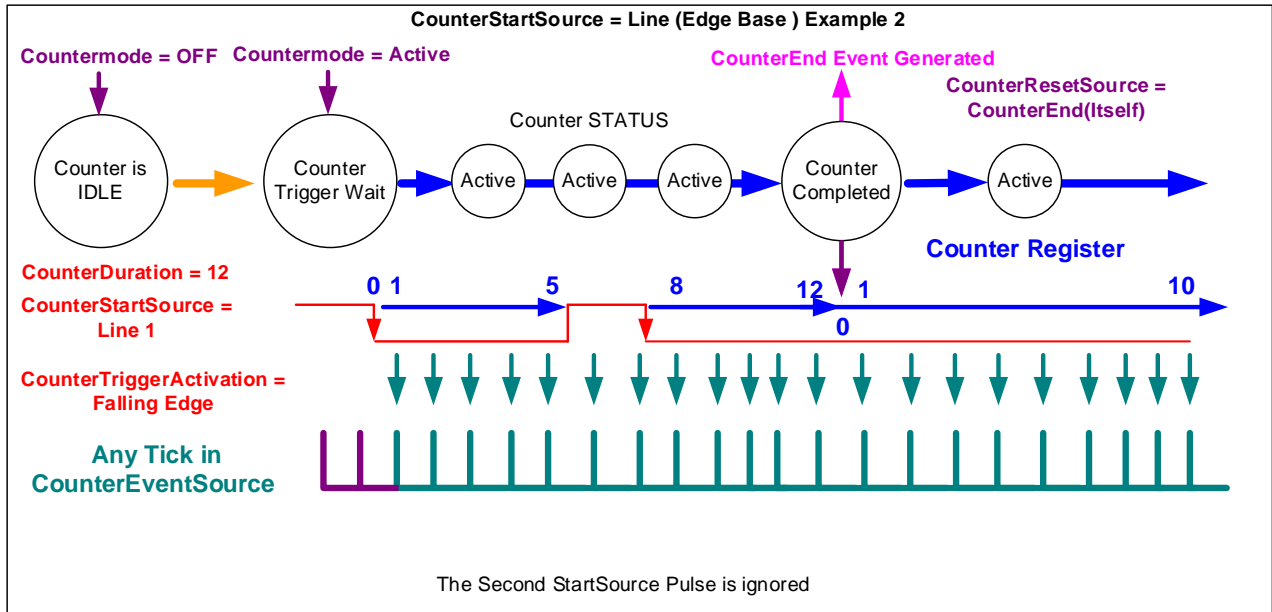 CounterStartSource = Line (Edge Base ) Example 2
Countermode = OFF
Countermode = Active
CounterEnd Event Generated
CounterResetSource =
CounterEnd(Itself)
Counter STATUS
Counter is
IDLE
Counter
Trigger Wait
Active
Active
Active
Counter
Completed
Active
Counter Register
CounterDuration = 12
CounterStartSource =
Line 1
0 1 5 8 12 1 10
0
CounterTriggerActivation =
Falling Edge
Any Tick in
CounterEventSource
The Second StartSource Pulse is ignored